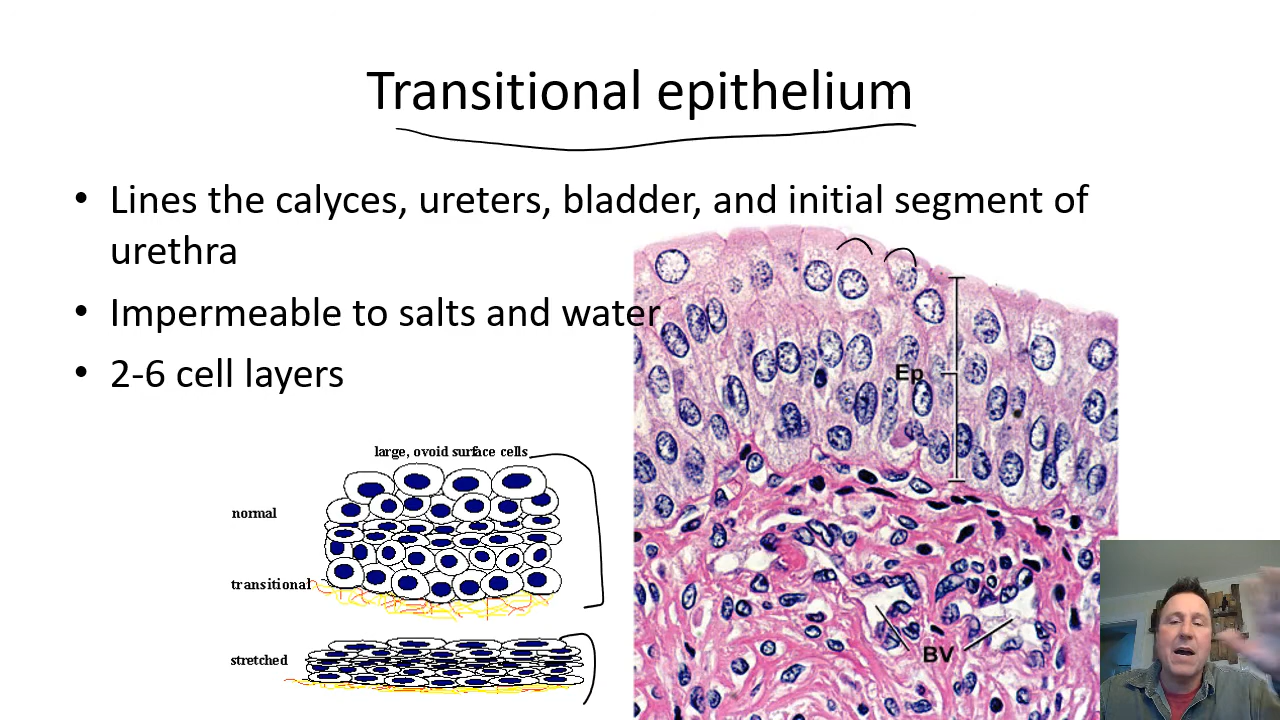 Transitional epithelium
• Lines the calyces, ureters, bladder, and initial segment of
urethra
• Impermeable to salts and water
• 2-6 cell layers
large, ovoid surface cells
normal
transitional
stretched
Ep
BV